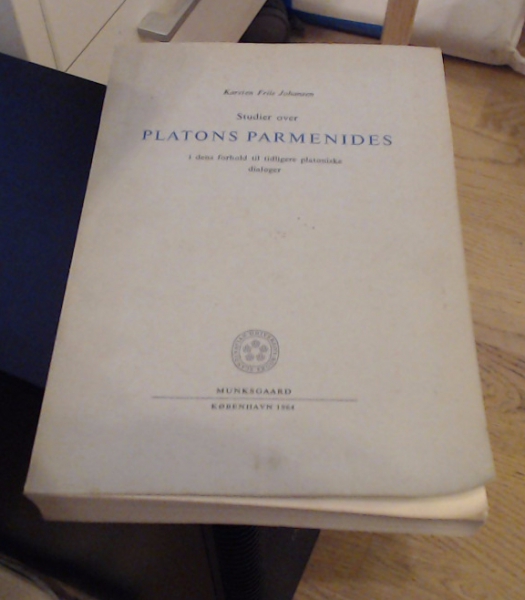 Karsten Friis Johansen
Studier over
PLATONS PARMENIDES
i dens forhold til tidligere platoniske
dialoger
MUNKSGAARD
KØBENHAVN 1964